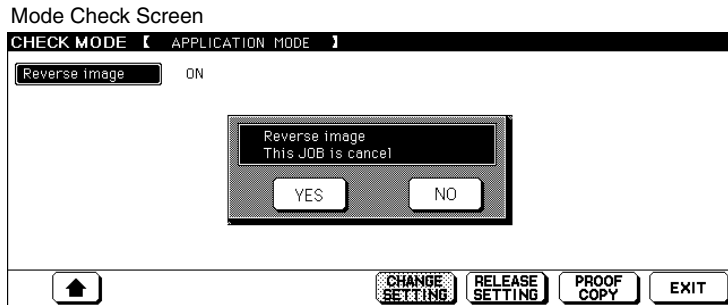 Mode Check Screen
CHECK MODE 【 APPLICATION MODE 】
Reverse image ON
Reverse image
This JOB is cancel
YES NO
CHANGE SETTING RELEASE SETTING PROOF COPY EXIT